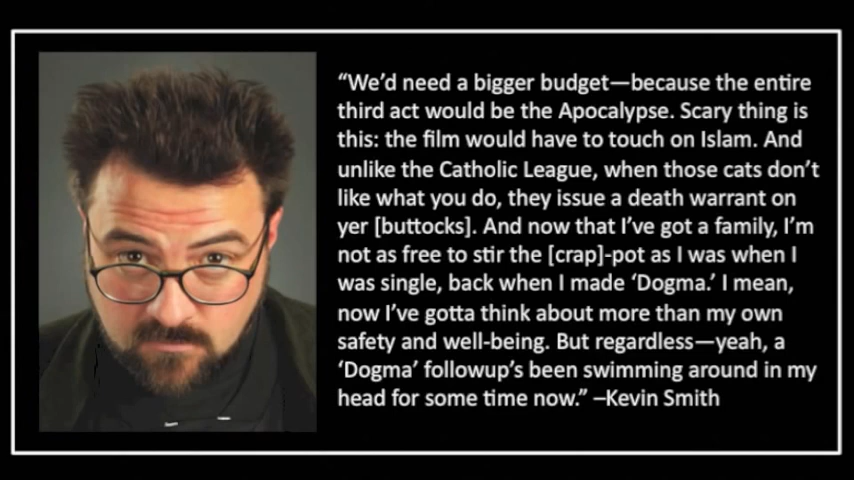 “We’d need a bigger budget—because the entire
third act would be the Apocalypse. Scary thing is
this: the film would have to touch on Islam. And
unlike the Catholic League, when those cats don’t
like what you do, they issue a death warrant on
yer [buttocks]. And now that I’ve got a family, I’m
not as free to stir the [crap]-pot as I was when I
was single, back when I made ‘Dogma.’ I mean,
now I’ve gotta think about more than my own
safety and well-being. But regardless—yeah, a
‘Dogma’ followup’s been swimming around in my
head for some time now.” –Kevin Smith